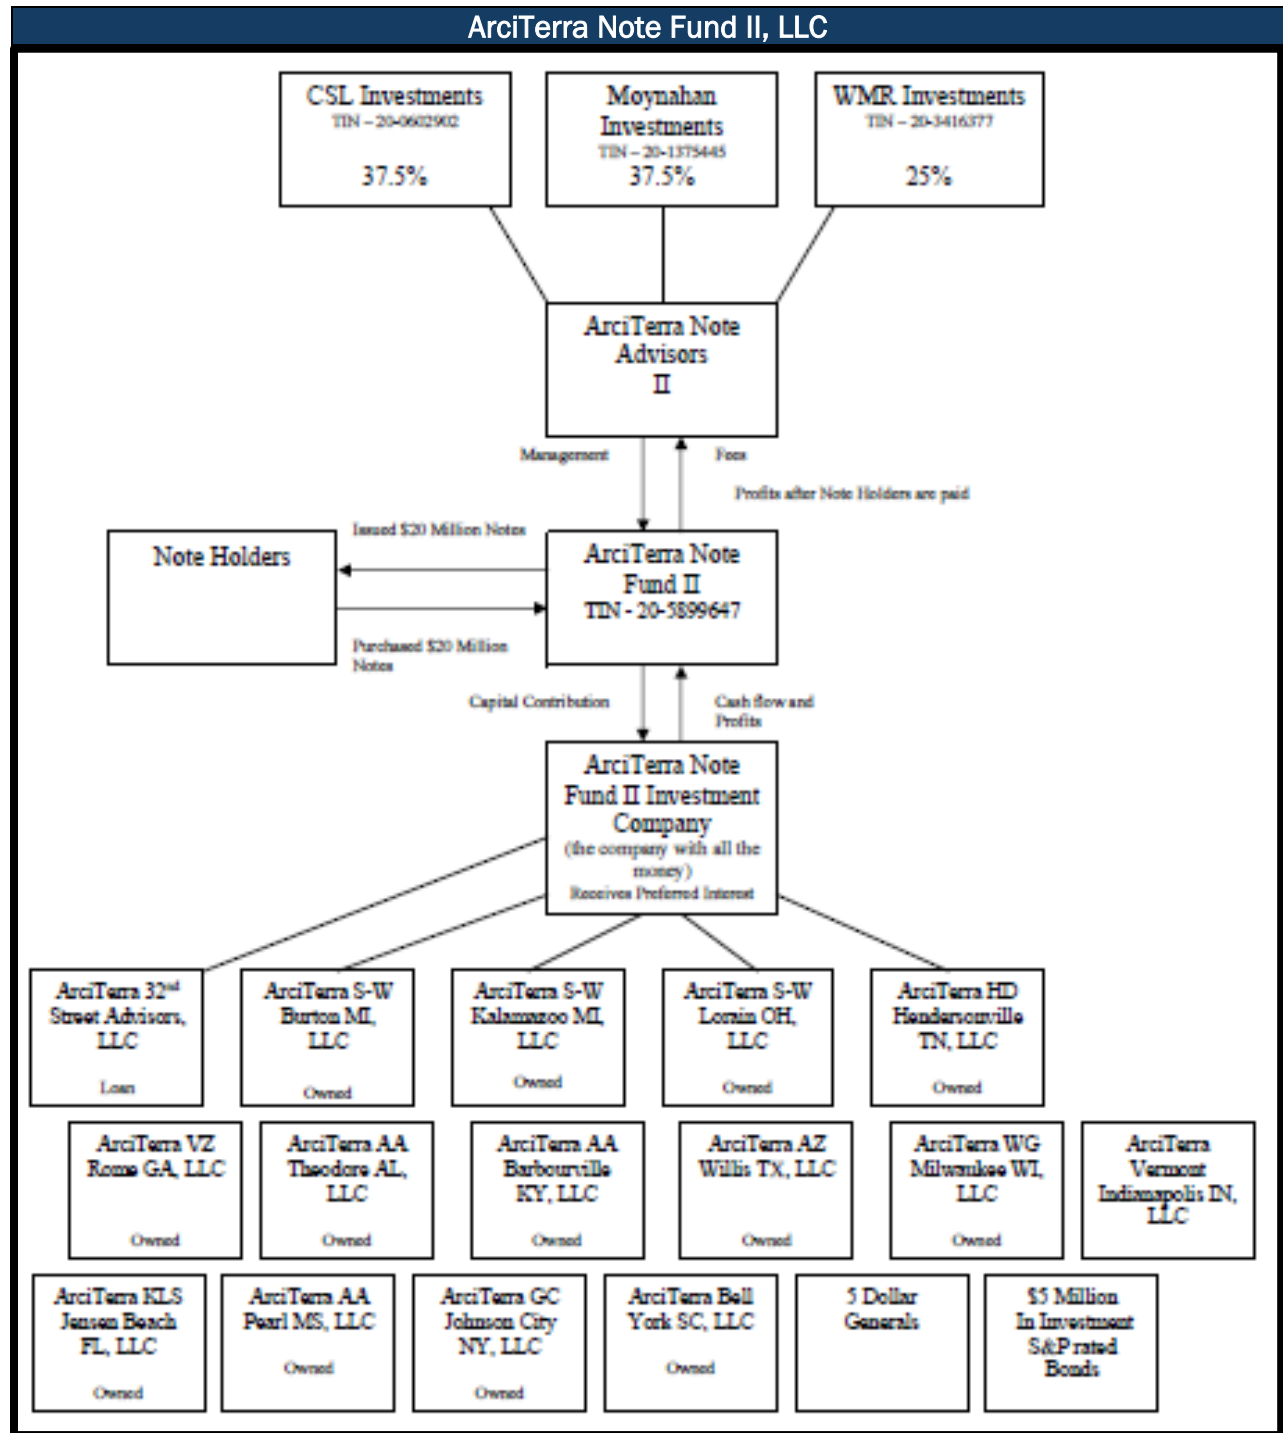 ArciTerra Note Fund II, LLC
CSL Investments
TIN – 20-0602902
37.5%
Moynahan
Investments
TIN – 20-1375445
37.5%
WMR Investments
TIN – 20-3416377
25%
ArciTerra Note
Advisors
II
Management
Fees
Profits after Note Holders are paid
Issued $20 Million Notes
Note Holders
ArciTerra Note
Fund II
TIN - 20-5899647
Purchased $20 Million
Notes
Capital Contribution
Cash flow and
Profits
ArciTerra Note
Fund II Investment
Company
(the company with all the
money)
Receives Preferred Interest
ArciTerra 32nd
Street Advisors,
LLC
Loan
ArciTerra S-W
Burton MI,
LLC
Owned
ArciTerra S-W
Kalamazoo MI,
LLC
Owned
ArciTerra S-W
Lorain OH,
LLC
Owned
ArciTerra HD
Hendersonville
TN, LLC
Owned
ArciTerra VZ
Rome GA, LLC
Owned
ArciTerra AA
Theodore AL,
LLC
Owned
ArciTerra AA
Barbourville
KY, LLC
Owned
ArciTerra AZ
Willis TX, LLC
Owned
ArciTerra WG
Milwaukee WI,
LLC
Owned
ArciTerra
Vermont
Indianapolis IN,
LLC
ArciTerra KLS
Jensen Beach
FL, LLC
Owned
ArciTerra AA
Pearl MS, LLC
Owned
ArciTerra GC
Johnson City
NY, LLC
Owned
ArciTerra Bell
York SC, LLC
Owned
5 Dollar
Generals
$5 Million
In Investment
S&P rated
Bonds